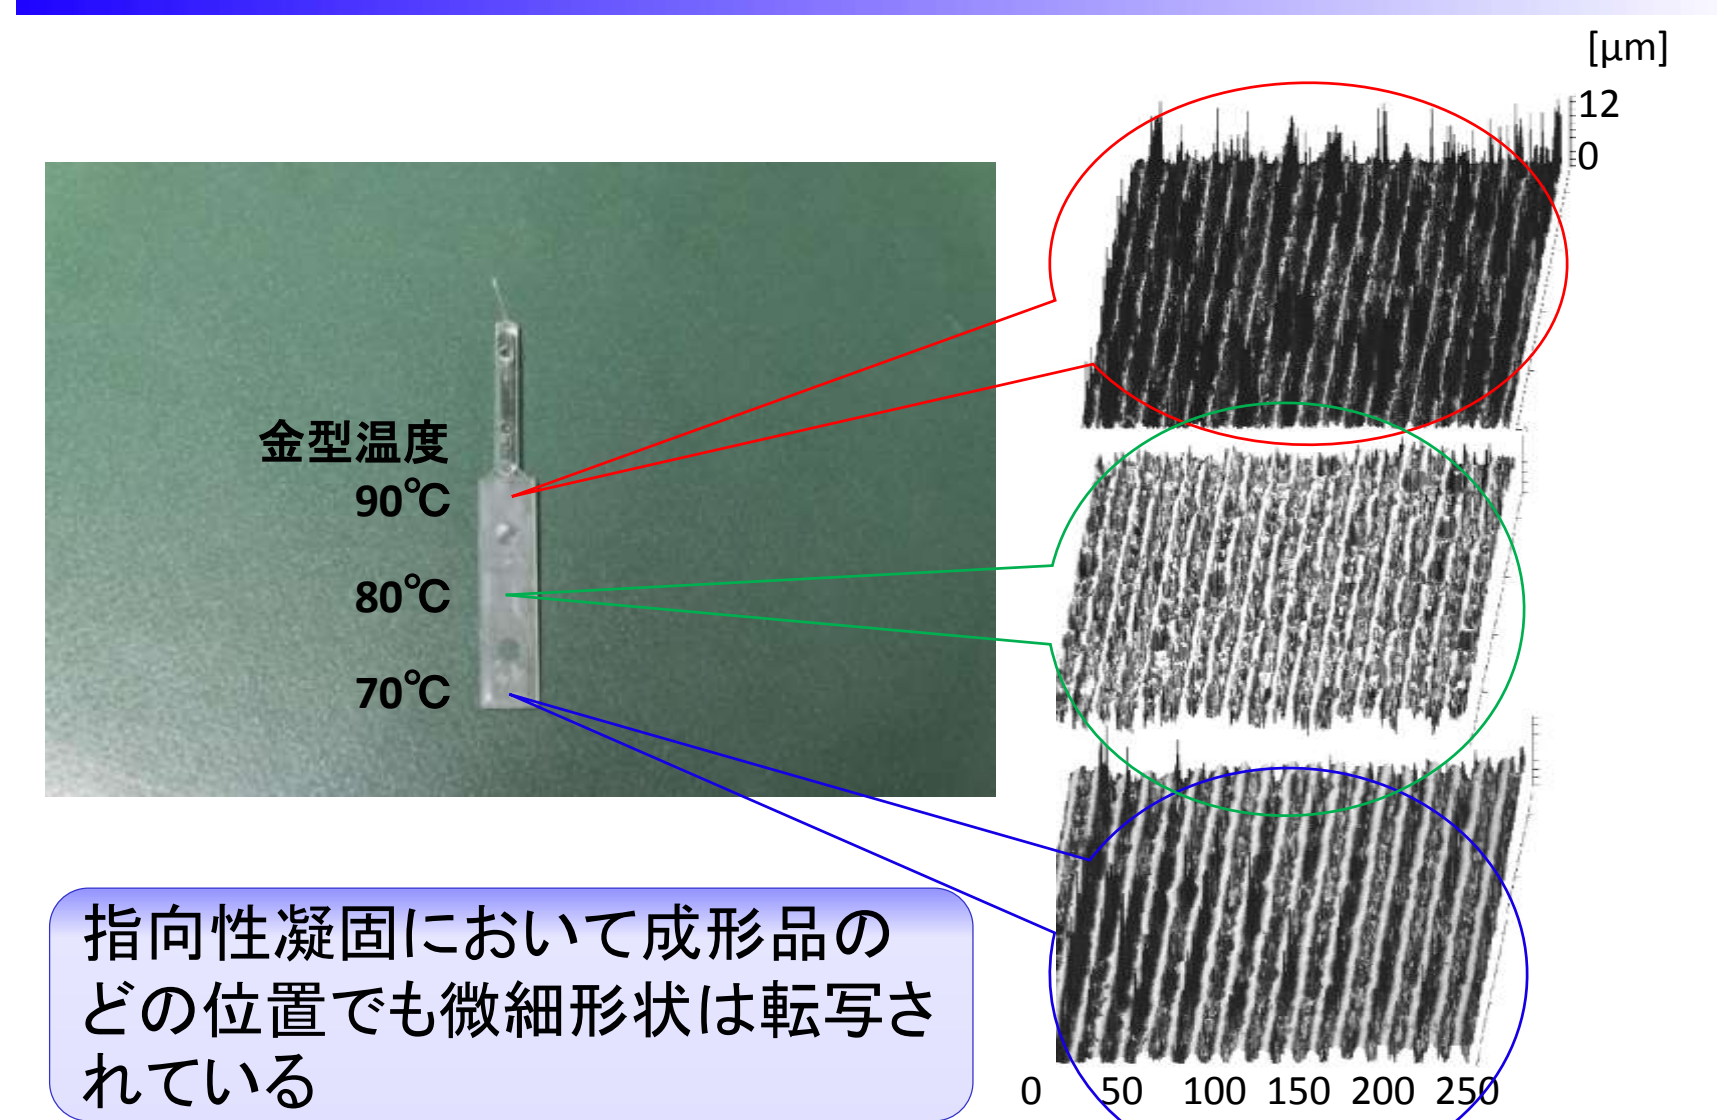 [μm]
12
0
金型温度
90℃
80℃
70℃
指向性凝固において成形品の
どの位置でも微細形状は転写さ
れている
0 50 100 150 200 250